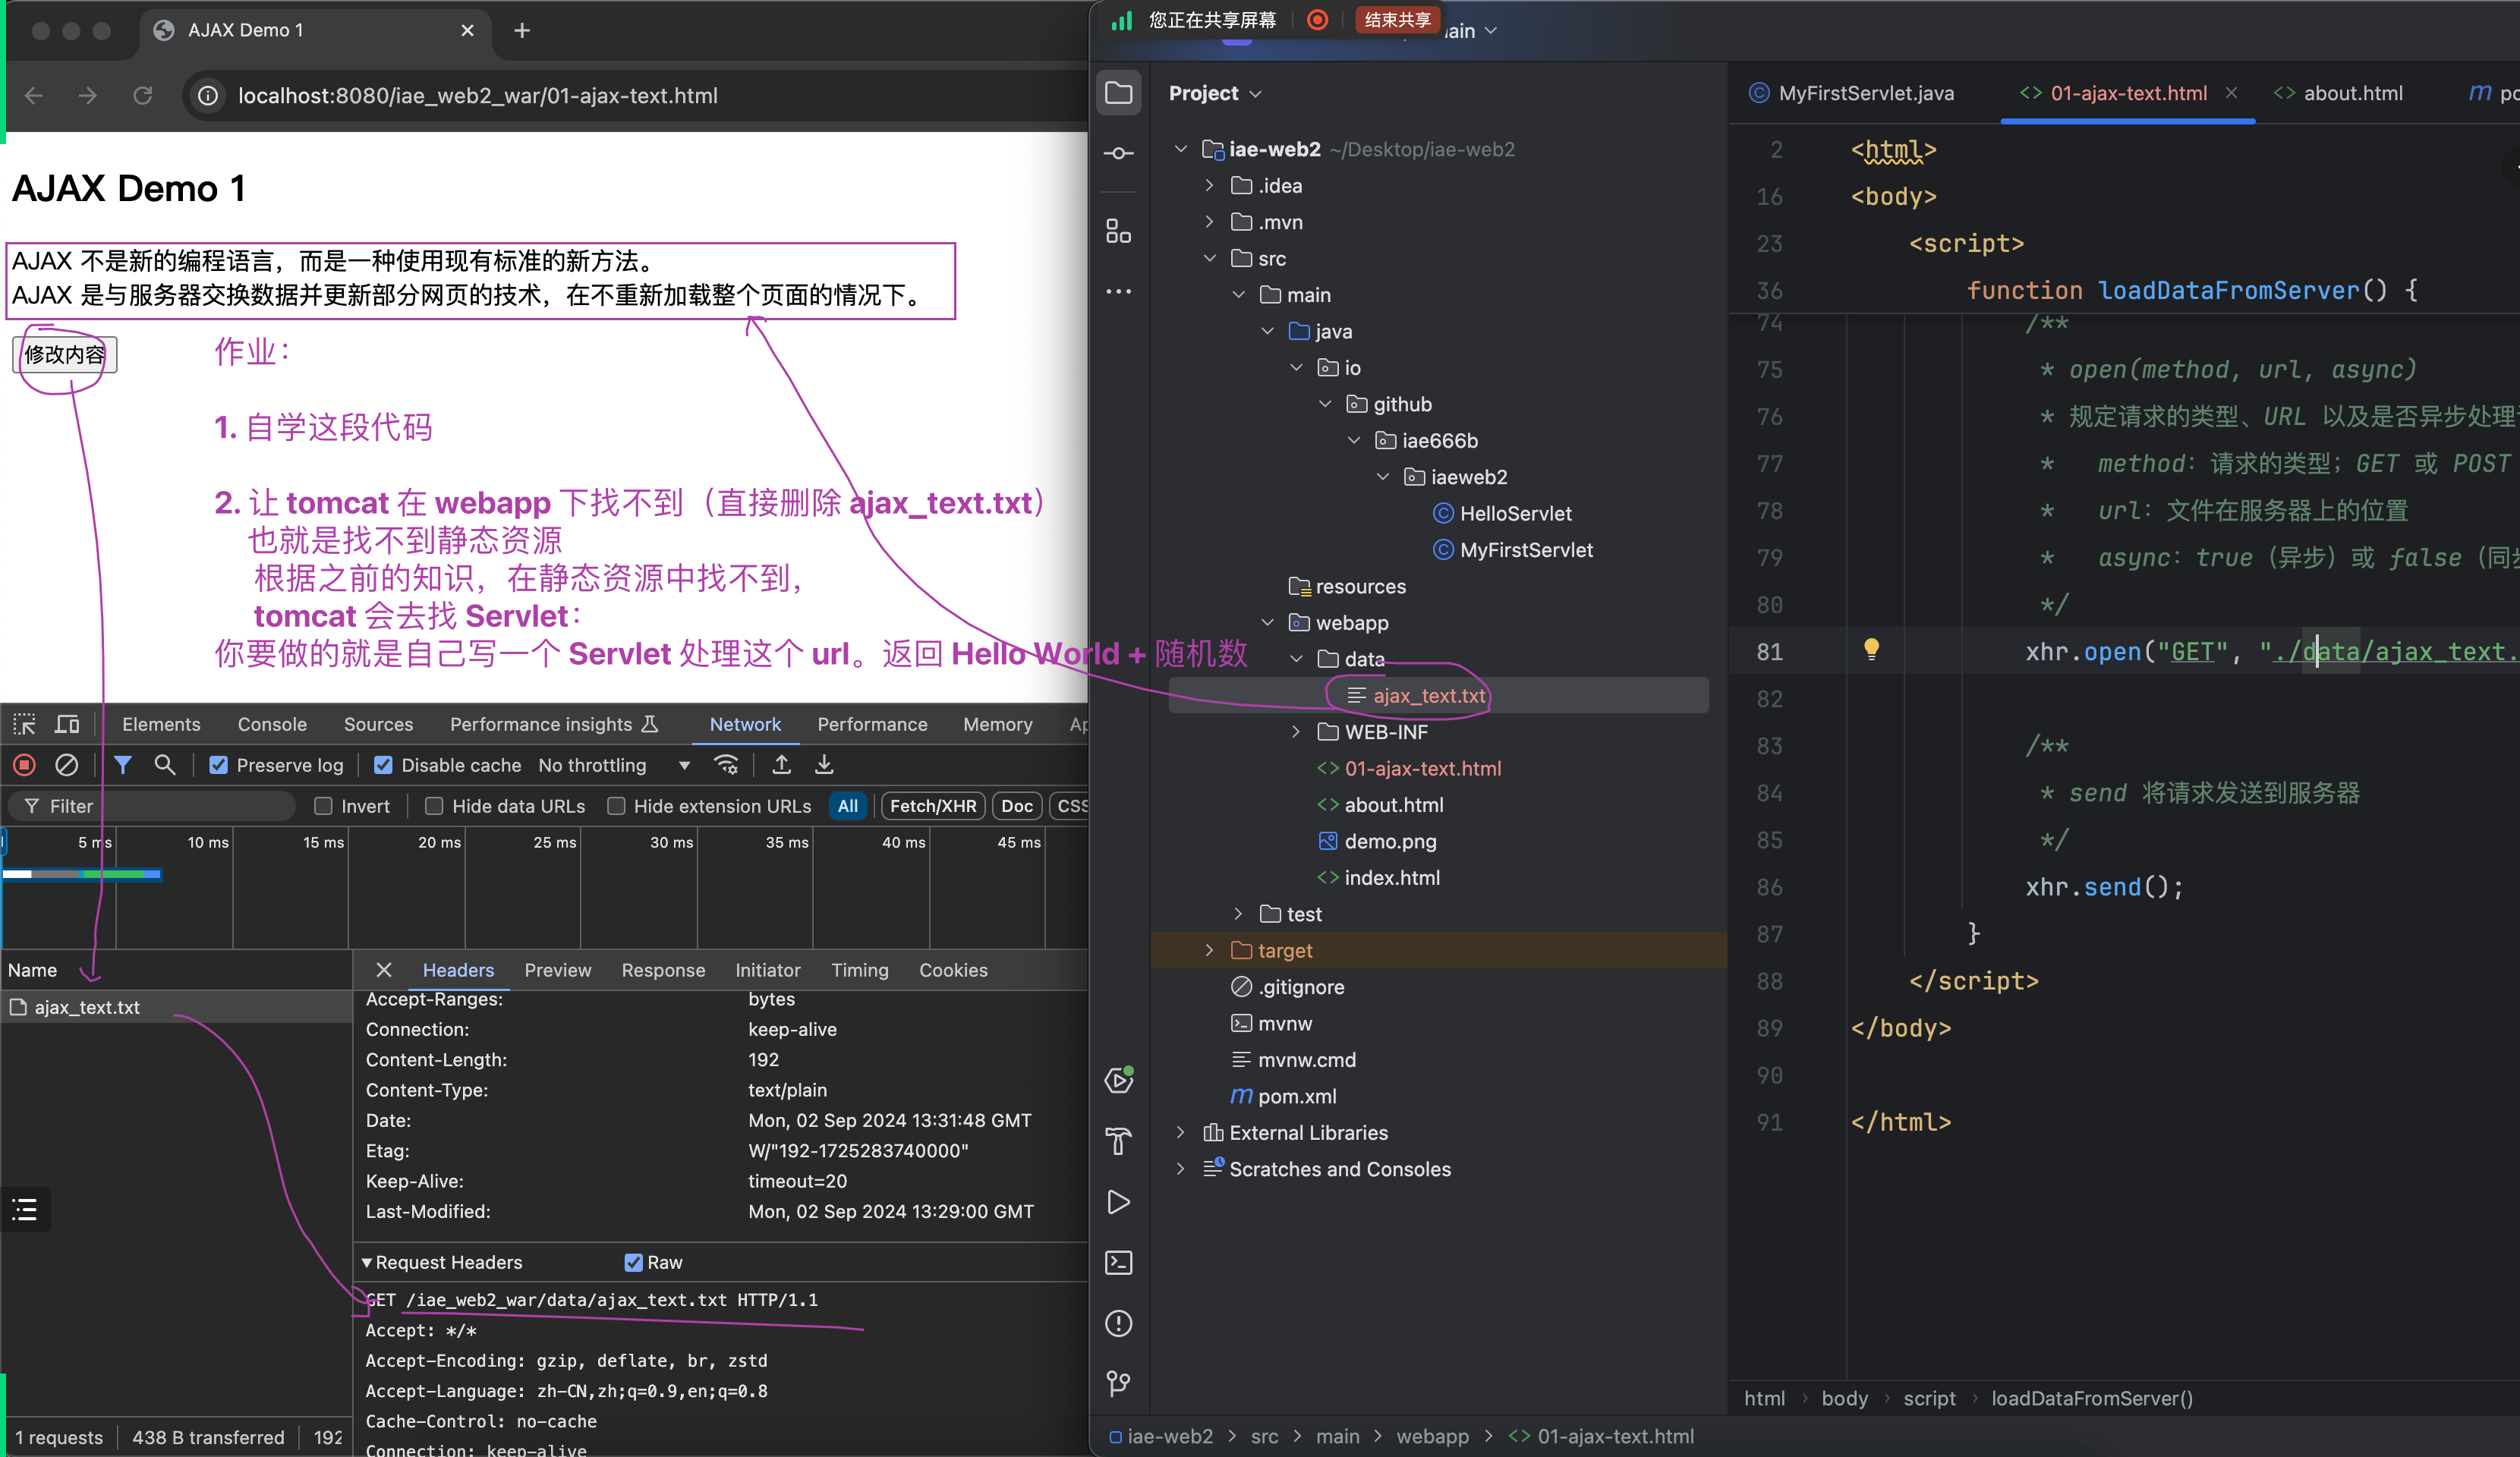 AJAX Demo 1
localhost:8080/iae_web2_war/01-ajax-text.html
AJAX Demo 1
AJAX 不是新的编程语言，而是一种使用现有标准的新方法。
AJAX 是与服务器交换数据并更新部分网页的技术，在不重新加载整个页面的情况下。
修改内容
作业：
1. 自学这段代码
2. 让 tomcat 在 webapp 下找不到（直接删除 ajax_text.txt）
也就是找不到静态资源
根据之前的知识，在静态资源中找不到，
tomcat 会去找 Servlet：
你要做的就是自己写一个 Servlet 处理这个 url。返回 Hello World + 随机数
Elements Console Sources Performance insights Network Performance Memory Ap
Preserve log Disable cache No throttling
Filter Invert Hide data URLs Hide extension URLs All Fetch/XHR Doc CSS
5 ms 10 ms 15 ms 20 ms 25 ms 30 ms 35 ms 40 ms 45 ms
Name
ajax_text.txt
Headers Preview Response Initiator Timing Cookies
Accept-Ranges: bytes
Connection: keep-alive
Content-Length: 192
Content-Type: text/plain
Date: Mon, 02 Sep 2024 13:31:48 GMT
Etag: W/"192-1725283740000"
Keep-Alive: timeout=20
Last-Modified: Mon, 02 Sep 2024 13:29:00 GMT
Request Headers Raw
GET /iae_web2_war/data/ajax_text.txt HTTP/1.1
Accept: */*
Accept-Encoding: gzip, deflate, br, zstd
Accept-Language: zh-CN,zh;q=0.9,en;q=0.8
Cache-Control: no-cache
Connection: keep-alive
1 requests 438 B transferred 192
您正在共享屏幕 结束共享
ain
Project
iae-web2 ~/Desktop/iae-web2
.idea
.mvn
src
main
java
io
github
iae666b
iaeweb2
HelloServlet
MyFirstServlet
resources
webapp
data
ajax_text.txt
WEB-INF
01-ajax-text.html
about.html
demo.png
index.html
test
target
.gitignore
mvnw
mvnw.cmd
pom.xml
External Libraries
Scratches and Consoles
MyFirstServlet.java 01-ajax-text.html about.html po
2 <html>
16 <body>
23 <script>
36 function loadDataFromServer() {
74 /**
75 * open(method, url, async)
76 * 规定请求的类型、URL 以及是否异步处理
77 * method：请求的类型；GET 或 POST
78 * url：文件在服务器上的位置
79 * async：true（异步）或 false（同
80 */
81 xhr.open("GET", "./data/ajax_text.
82
83 /**
84 * send 将请求发送到服务器
85 */
86 xhr.send();
87 }
88 </script>
89 </body>
90
91 </html>
html › body › script › loadDataFromServer()
iae-web2 > src > main > webapp > 01-ajax-text.html